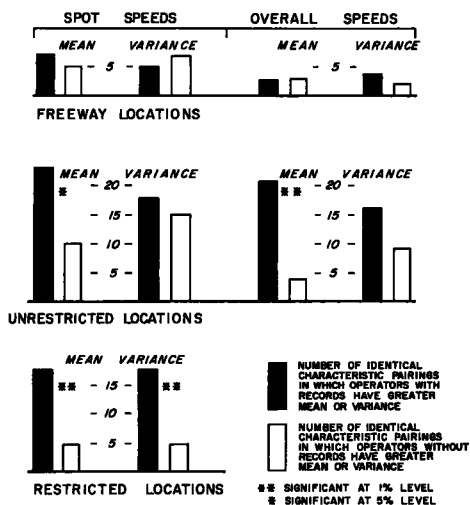 SPOT SPEEDS OVERALL SPEEDS
MEAN VARIANCE MEAN VARIANCE
- 5 - - 5 -
FREEWAY LOCATIONS
MEAN VARIANCE MEAN VARIANCE
* - 20 - ** - 20 -
- 15 - - 15 -
- 10 - - 10 -
- 5 - - 5 -
UNRESTRICTED LOCATIONS
MEAN VARIANCE
** - 15 - **
- 10 -
- 5 -
RESTRICTED LOCATIONS
NUMBER OF IDENTICAL
CHARACTERISTIC PAIRINGS
IN WHICH OPERATORS WITH
RECORDS HAVE GREATER
MEAN OR VARIANCE
NUMBER OF IDENTICAL
CHARACTERISTIC PAIRINGS
IN WHICH OPERATORS WITHOUT
RECORDS HAVE GREATER
MEAN OR VARIANCE
** SIGNIFICANT AT 1% LEVEL
* SIGNIFICANT AT 5% LEVEL